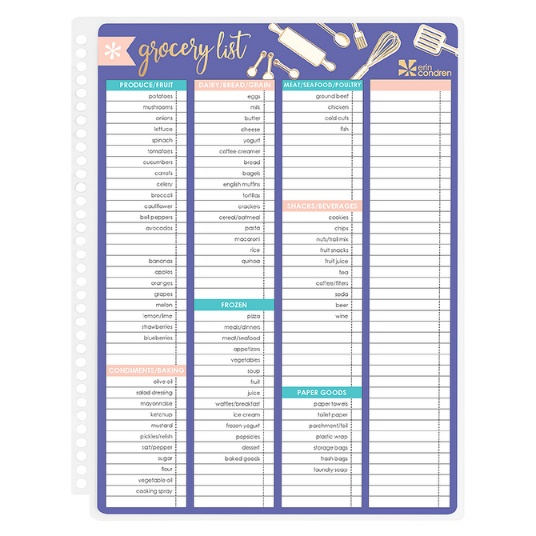 grocery list
erin
condren
PRODUCE/FRUIT
potatoes
mushrooms
onions
lettuce
spinach
tomatoes
cucumbers
carrots
celery
broccoli
cauliflower
bell peppers
avocados
bananas
apples
oranges
grapes
melon
lemon/lime
strawberries
blueberries
CONDIMENTS/BAKING
olive oil
salad dressing
mayonnaise
ketchup
mustard
pickles/relish
salt/pepper
sugar
flour
vegetable oil
cooking spray
DAIRY/BREAD/GRAIN
eggs
milk
butter
cheese
yogurt
coffee creamer
bread
bagels
english muffins
tortillas
crackers
cereal/oatmeal
pasta
macaroni
rice
quinoa
FROZEN
pizza
meals/dinners
meat/seafood
appetizers
vegetables
soup
fruit
juice
waffles/breakfast
ice cream
frozen yogurt
popsicles
dessert
baked goods
MEAT/SEAFOOD/POULTRY
ground beef
chicken
cold cuts
fish
SNACKS/BEVERAGES
cookies
chips
nuts/trail mix
fruit snacks
fruit juice
tea
coffee/filters
soda
beer
wine
PAPER GOODS
paper towels
toilet paper
parchment/foil
plastic wrap
storage bags
trash bags
laundry soap